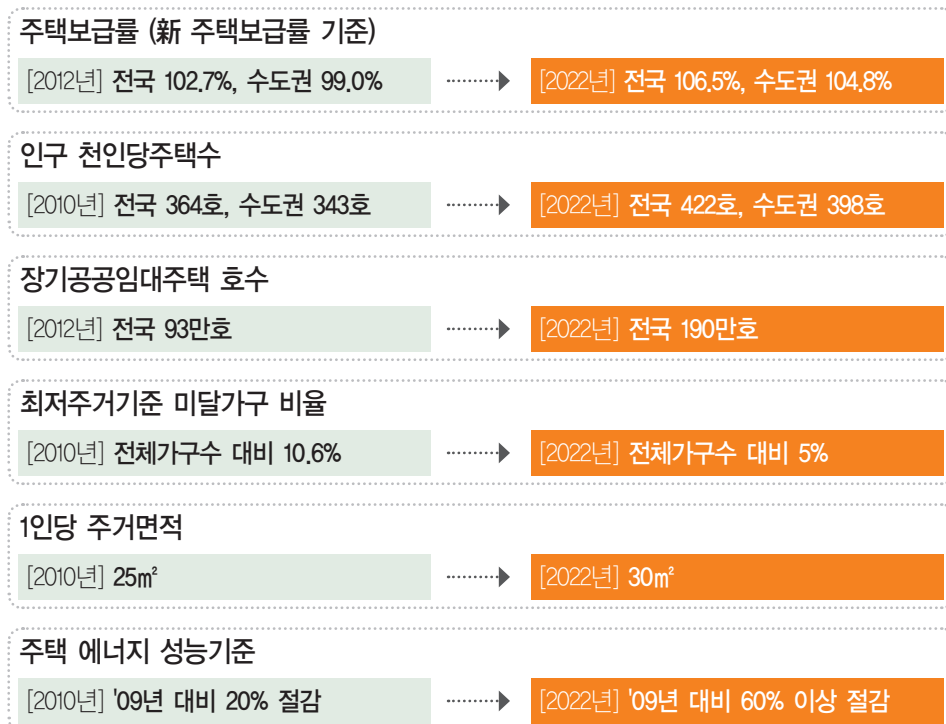 주택보급률 (新 주택보급률 기준)
[2012년] 전국 102.7%, 수도권 99.0%
[2022년] 전국 106.5%, 수도권 104.8%
인구 천인당주택수
[2010년] 전국 364호, 수도권 343호
[2022년] 전국 422호, 수도권 398호
장기공공임대주택 호수
[2012년] 전국 93만호
[2022년] 전국 190만호
최저주거기준 미달가구 비율
[2010년] 전체가구수 대비 10.6%
[2022년] 전체가구수 대비 5%
1인당 주거면적
[2010년] 25㎡
[2022년] 30㎡
주택 에너지 성능기준
[2010년] '09년 대비 20% 절감
[2022년] '09년 대비 60% 이상 절감